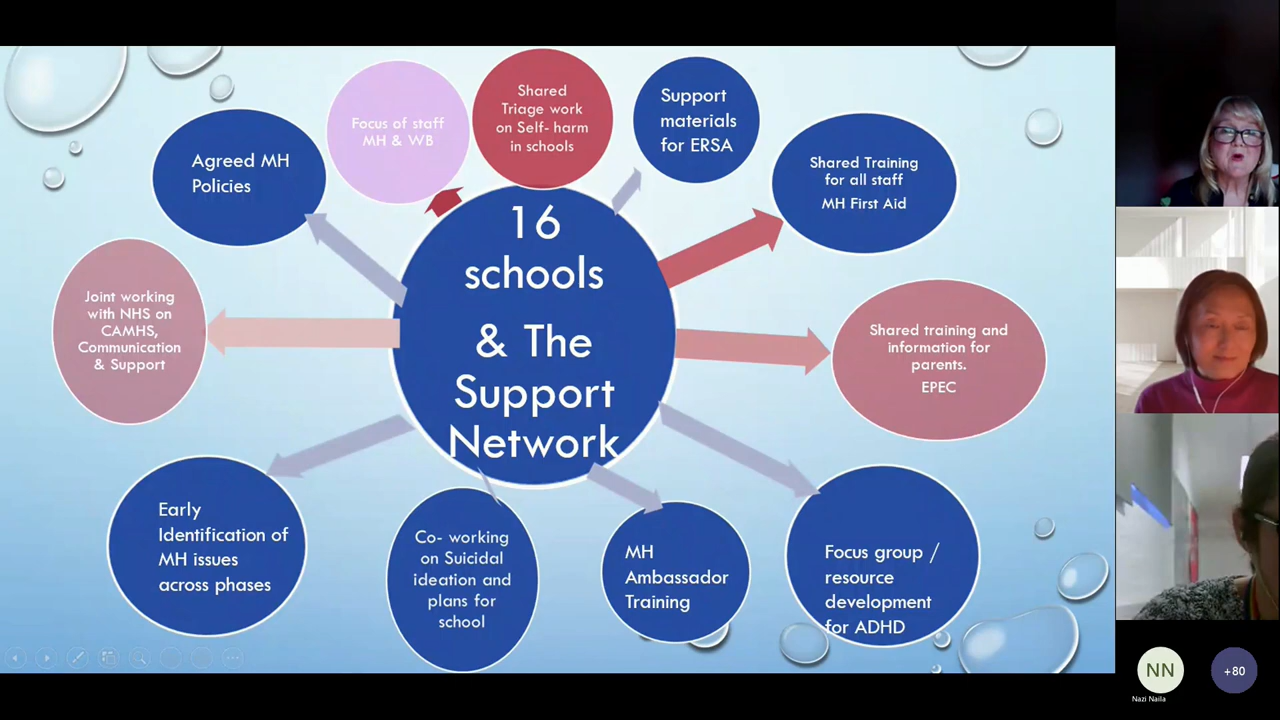 Focus of staff
MH & WB
Shared
Triage work
on Self- harm
in schools
Support
materials
for ERSA
Agreed MH
Policies
Shared Training
for all staff
MH First Aid
16
schools
& The
Support
Network
Joint working
with NHS on
CAMHS,
Communication
& Support
Shared training and
information for
parents.
EPEC
Early
Identification of
MH issues
across phases
Co- working
on Suicidal
ideation and
plans for
school
MH
Ambassador
Training
Focus group /
resource
development
for ADHD
NN
Nazi Naila
+80